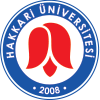 HAKKARİ ÜNİVERSİTESİ
• 2008 •